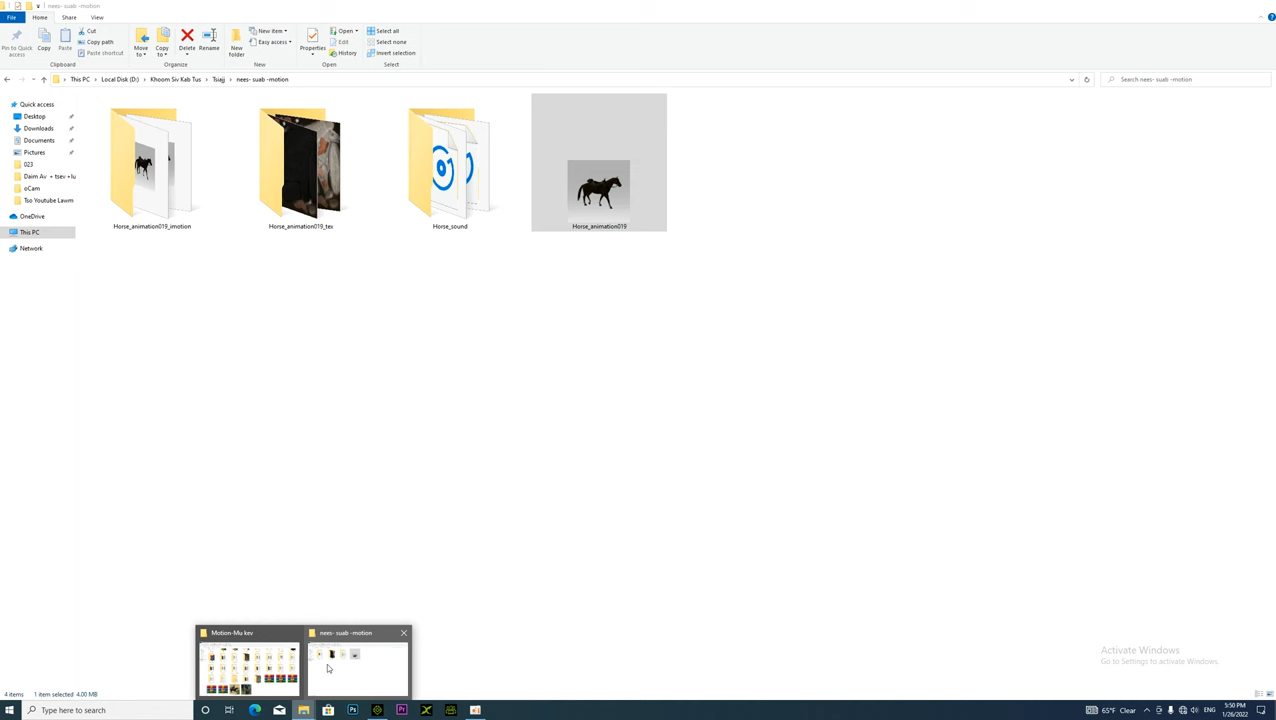 nees- suab -motion
File Home Share View
Pin to Quick access
Copy
Paste
Cut
Copy path
Paste shortcut
Clipboard
Move to
Copy to
Delete
Rename
Organize
New folder
New item
Easy access
New
Properties
Open
Edit
History
Open
Select all
Select none
Invert selection
Select
This PC Local Disk (D:) Khoom Siv Kab Tus Tsiajj nees- suab -motion
Search nees- suab -motion
Quick access
Desktop
Downloads
Documents
Pictures
023
Daim Av + tsev +lu
oCam
Tso Youtube Lawm
OneDrive
This PC
Network
Horse_animation019_imotion
Horse_animation019_tex
Horse_sound
Horse_animation019
Motion-Mu kev
nees- suab -motion
Activate Windows
Go to Settings to activate Windows.
4 items 1 item selected 4.00 MB
Type here to search
65°F Clear
ENG
5:50 PM
1/26/2022